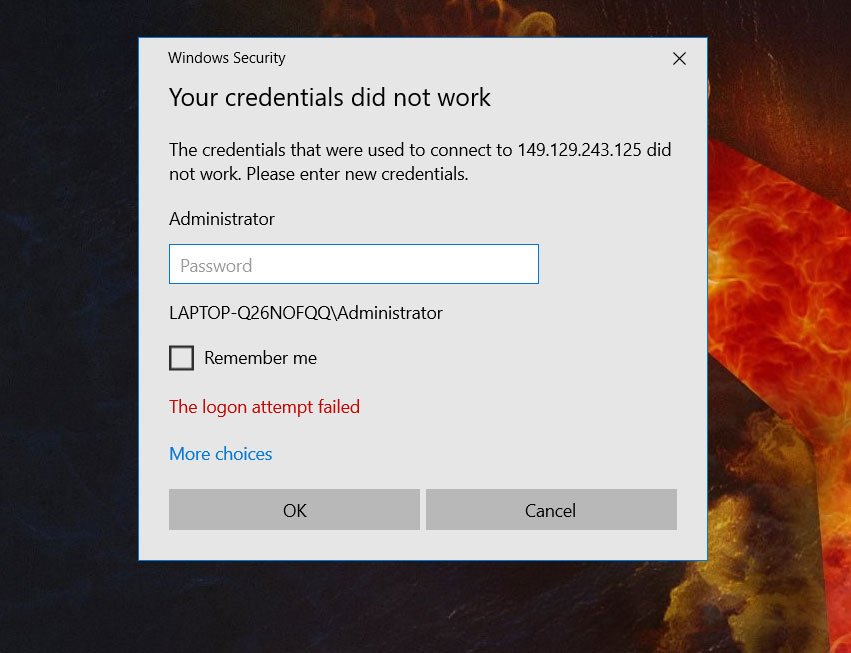 Windows Security
Your credentials did not work
The credentials that were used to connect to 149.129.243.125 did
not work. Please enter new credentials.
Administrator
Password
LAPTOP-Q26NOFQQ\Administrator
Remember me
The logon attempt failed
More choices
OK
Cancel